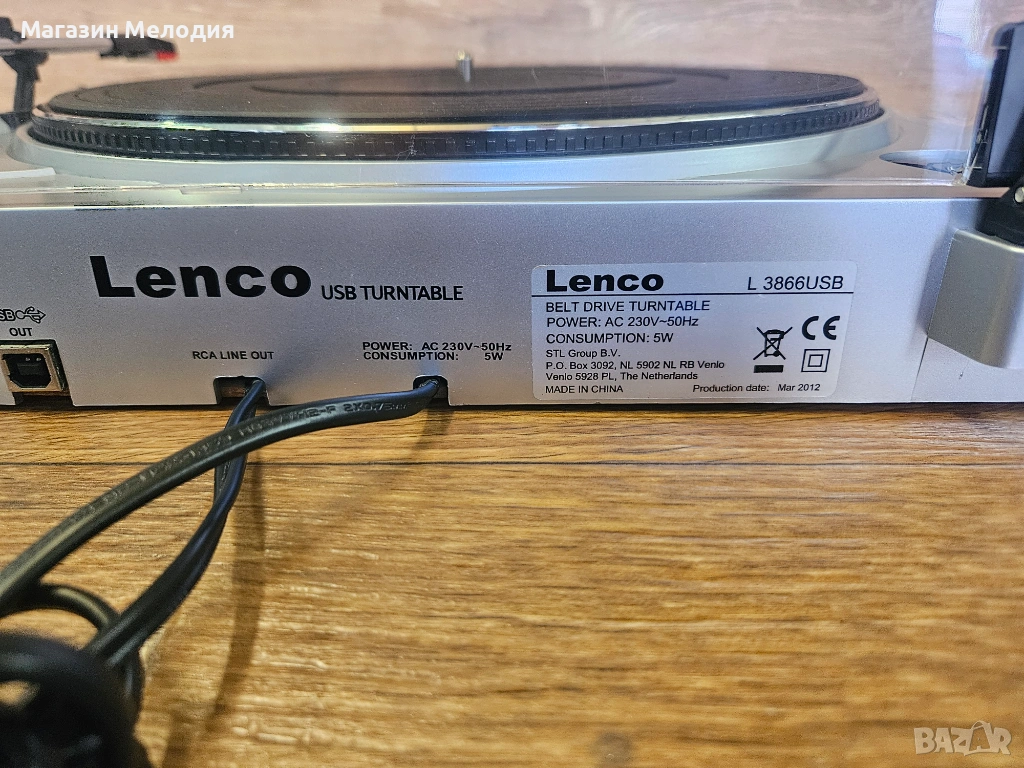 Магазин Мелодия
Lenco USB TURNTABLE
OUT
RCA LINE OUT
POWER: AC 230V~50Hz
CONSUMPTION: 5W
Lenco L 3866USB
BELT DRIVE TURNTABLE
POWER: AC 230V~50Hz
CONSUMPTION: 5W
STL Group B.V.
P.O. Box 3092, NL 5902 NL RB Venlo
Venlo 5928 PL, The Netherlands
MADE IN CHINA Production date: Mar 2012
CE
BAZAR